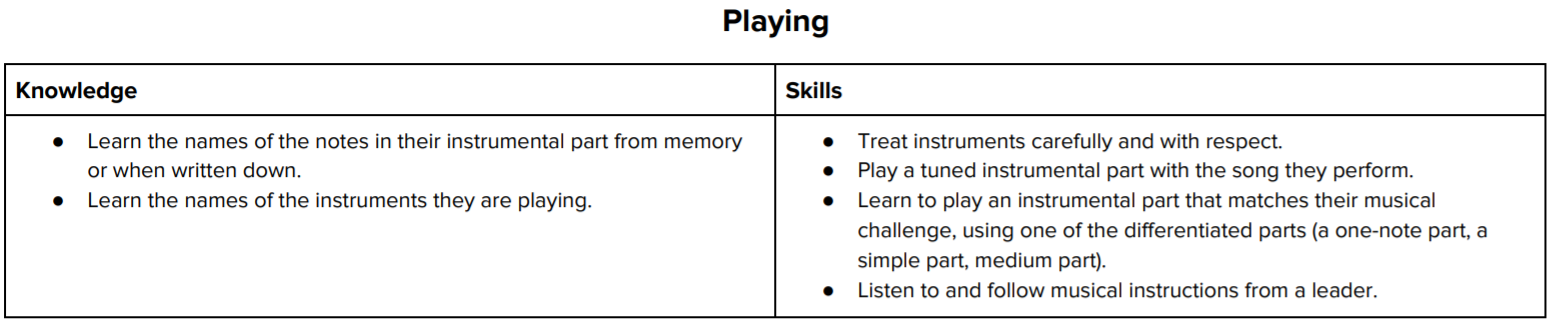 Playing
Knowledge
Skills
● Learn the names of the notes in their instrumental part from memory
or when written down.
● Learn the names of the instruments they are playing.
● Treat instruments carefully and with respect.
● Play a tuned instrumental part with the song they perform.
● Learn to play an instrumental part that matches their musical
challenge, using one of the differentiated parts (a one-note part, a
simple part, medium part).
● Listen to and follow musical instructions from a leader.